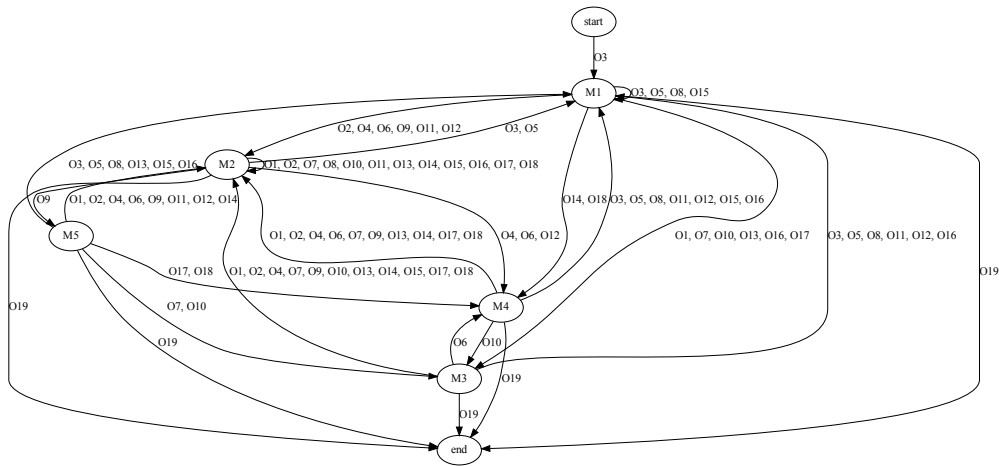 start
O3
M1
O3, O5, O8, O15
O2, O4, O6, O9, O11, O12
O3, O5
O3, O5, O8, O13, O15, O16
M2
O1, O2, O7, O8, O10, O11, O13, O14, O15, O16, O17, O18
O9
O1, O2, O4, O6, O9, O11, O12, O14
O14, O18
O3, O5, O8, O11, O12, O15, O16
M5
O1, O2, O4, O6, O7, O9, O13, O14, O17, O18
O4, O6, O12
O1, O7, O10, O13, O16, O17
O3, O5, O8, O11, O12, O16
O17, O18
O1, O2, O4, O7, O9, O10, O13, O14, O15, O17, O18
O19
O19
O7, O10
M4
O19
O6
O10
M3
O19
O19
end